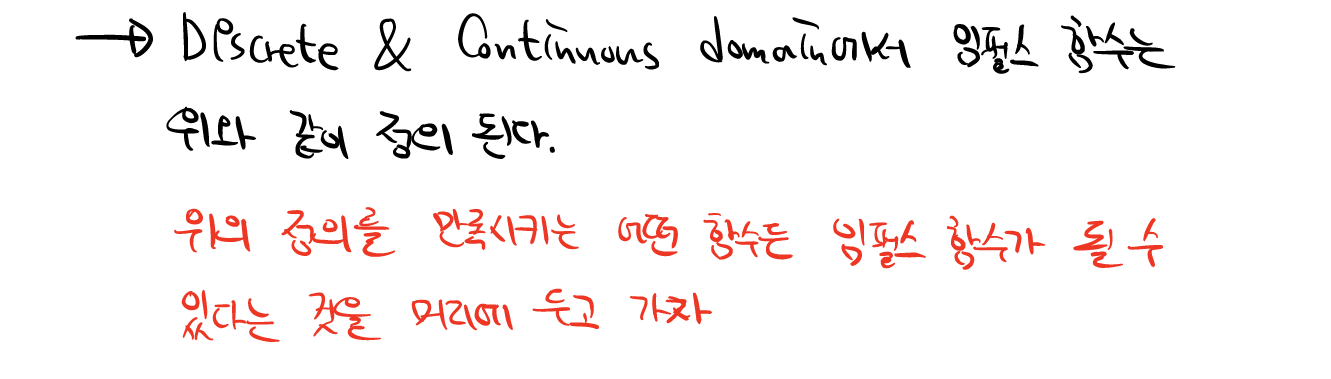 → Discrete & Continuous domain에서 임펄스 함수는
위와 같이 정의 된다.
위의 정의를 만족시키는 어떤 함수든 임펄스 함수가 될 수
있다는 것을 머리에 두고 가자